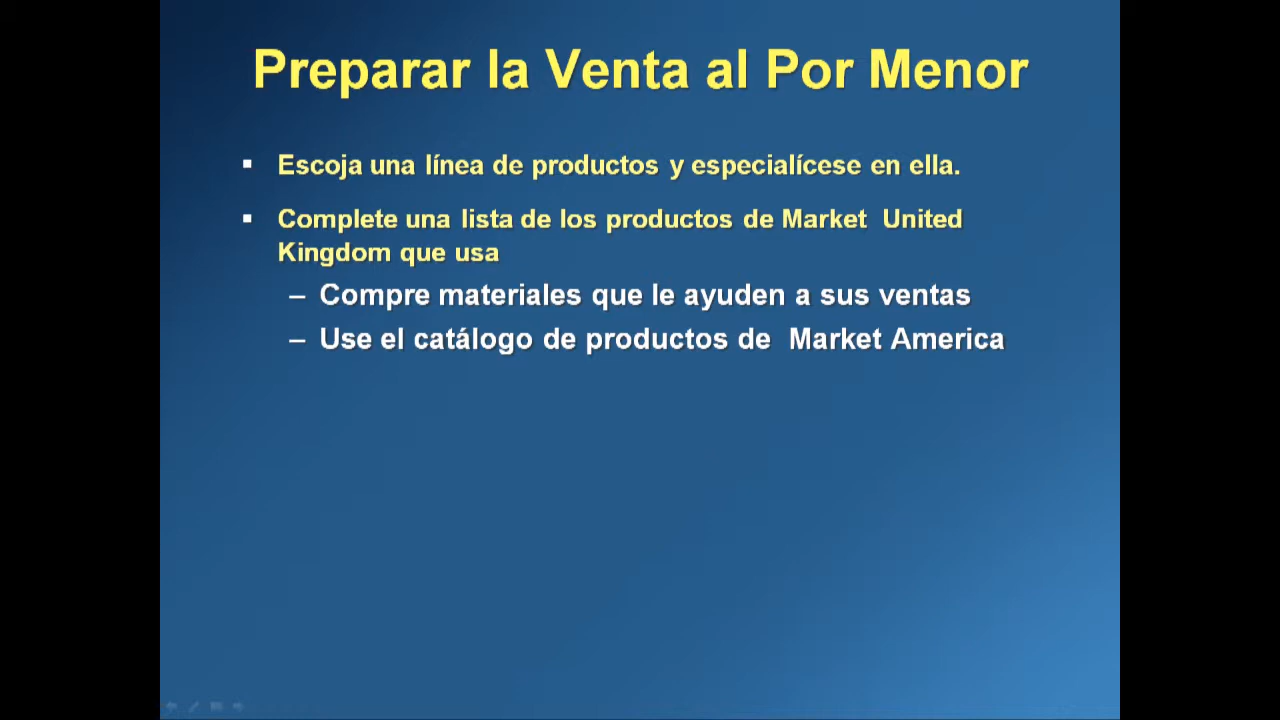 Preparar la Venta al Por Menor
▪ Escoja una línea de productos y especialícese en ella.
▪ Complete una lista de los productos de Market United
Kingdom que usa
– Compre materiales que le ayuden a sus ventas
– Use el catálogo de productos de Market America